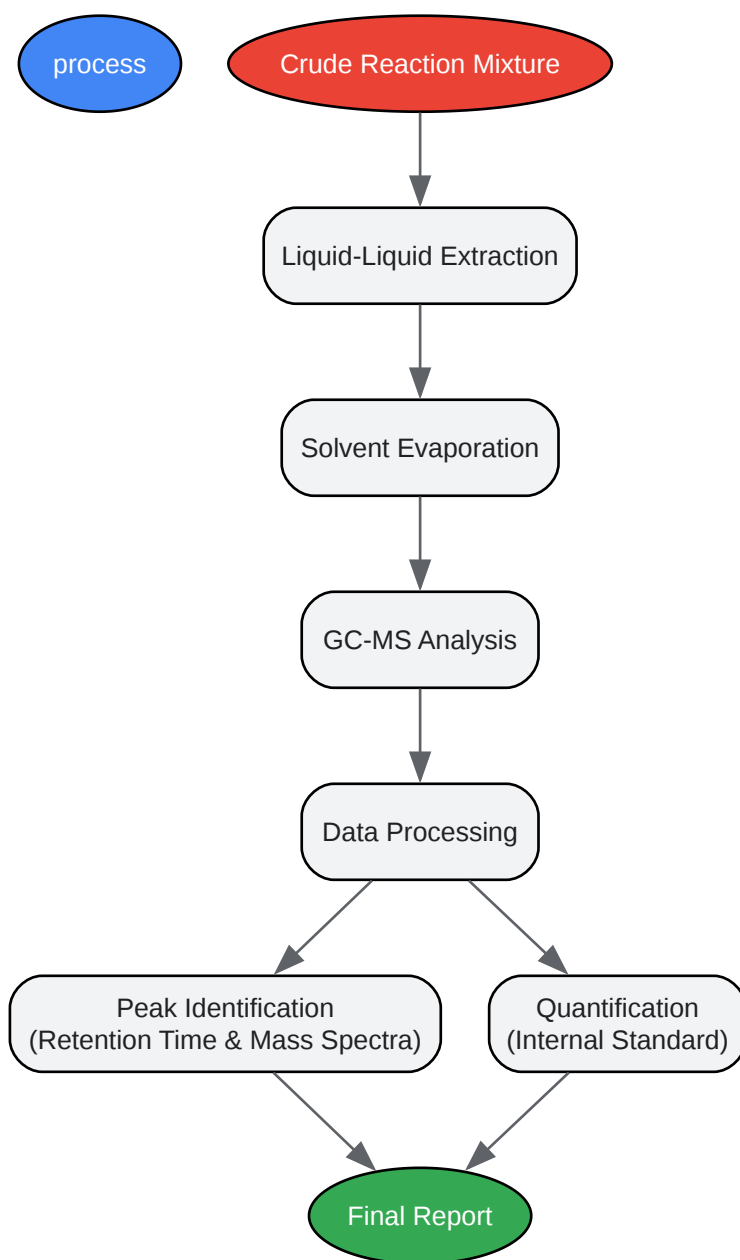 process
Crude Reaction Mixture
Liquid-Liquid Extraction
Solvent Evaporation
GC-MS Analysis
Data Processing
Peak Identification
(Retention Time & Mass Spectra)
Quantification
(Internal Standard)
Final Report